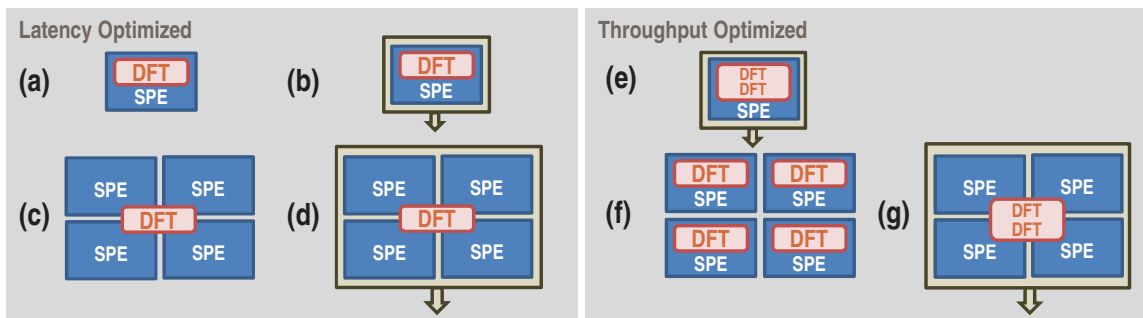 Latency Optimized
(a)
DFT
SPE
(b)
DFT
SPE
(c)
SPE
SPE
DFT
SPE
SPE
(d)
SPE
SPE
DFT
SPE
SPE
Throughput Optimized
(e)
DFT
DFT
SPE
(f)
DFT
SPE
DFT
SPE
DFT
SPE
DFT
SPE
(g)
SPE
SPE
DFT
DFT
SPE
SPE